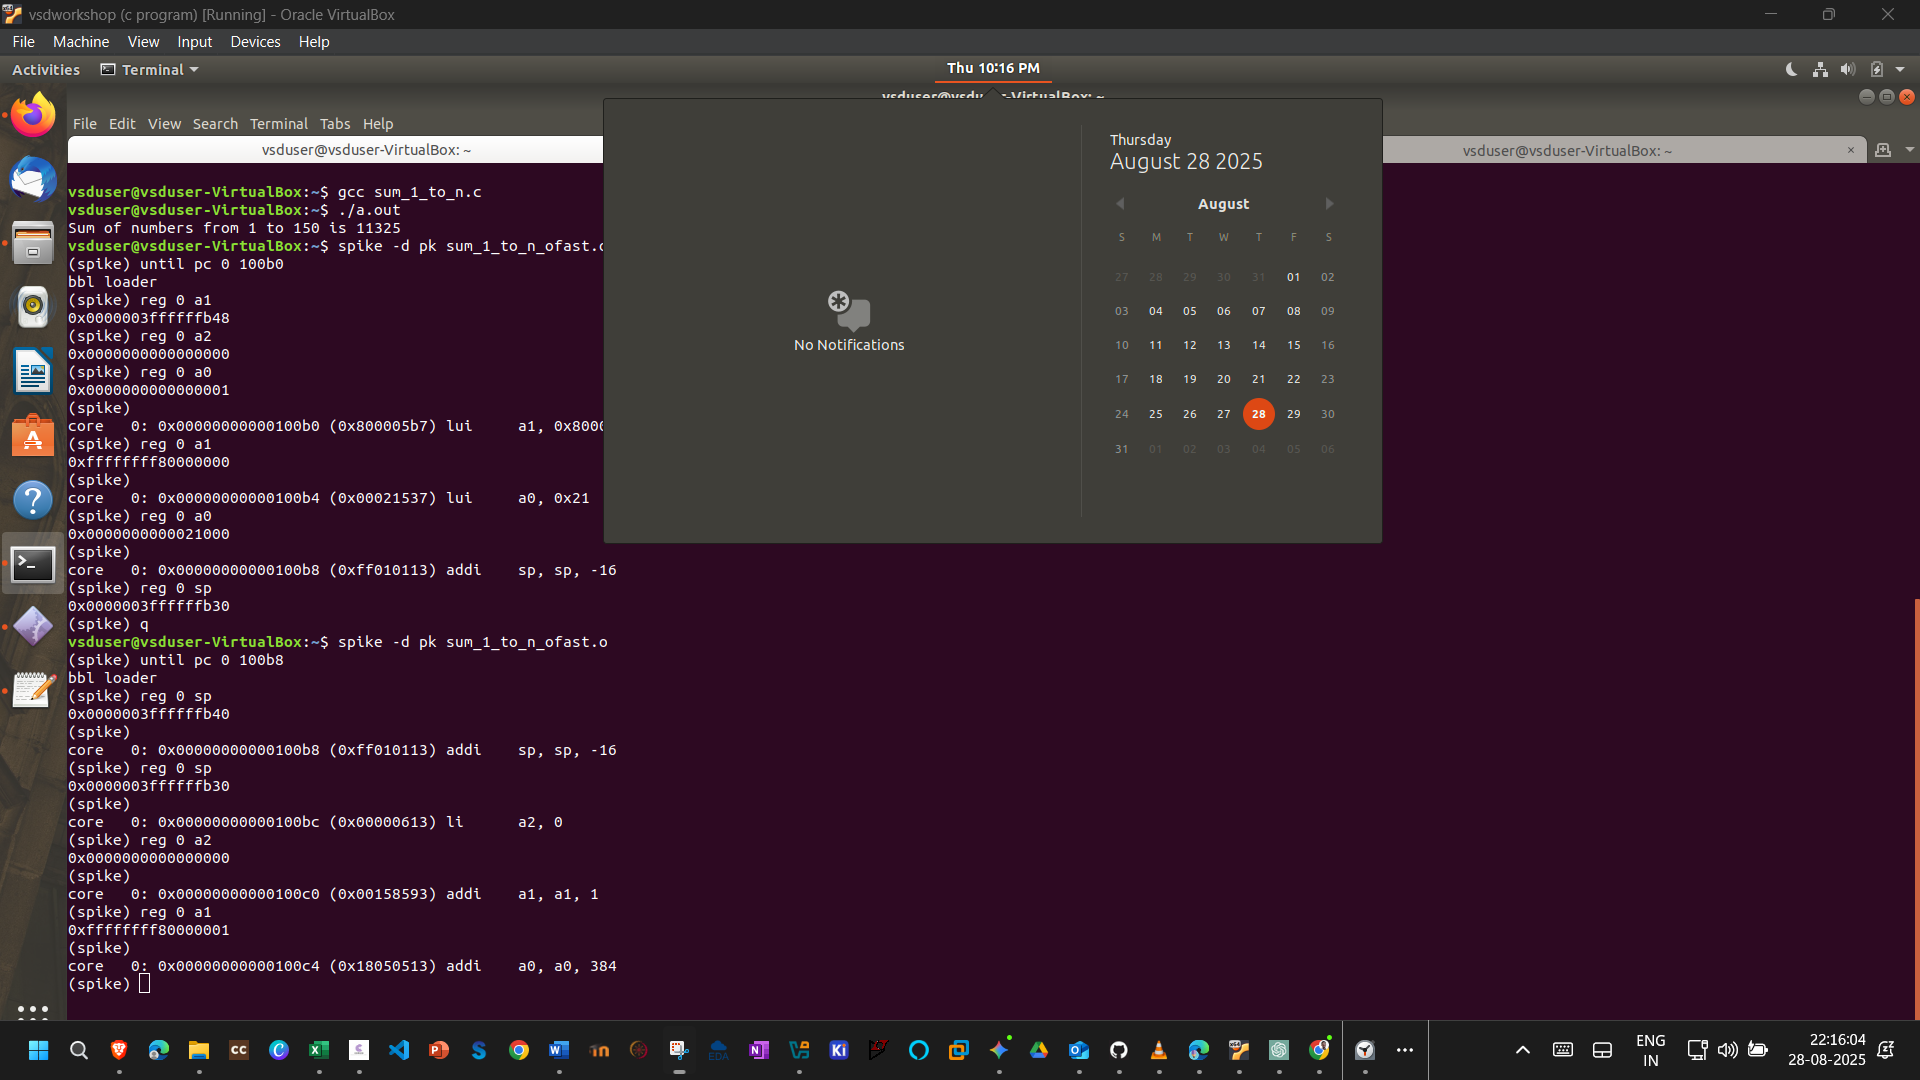 vsdworkshop (c program) [Running] - Oracle VirtualBox
File Machine View Input Devices Help
Activities Terminal Thu 10:16 PM
vsduser@vsduser-VirtualBox: ~
File Edit View Search Terminal Tabs Help
vsduser@vsduser-VirtualBox: ~ vsduser@vsduser-VirtualBox: ~
vsduser@vsduser-VirtualBox:~$ gcc sum_1_to_n.c
vsduser@vsduser-VirtualBox:~$ ./a.out
Sum of numbers from 1 to 150 is 11325
vsduser@vsduser-VirtualBox:~$ spike -d pk sum_1_to_n_ofast.o
(spike) until pc 0 100b0
bbl loader
(spike) reg 0 a1
0x0000003ffffffb48
(spike) reg 0 a2
0x0000000000000000
(spike) reg 0 a0
0x0000000000000001
(spike)
core 0: 0x00000000000100b0 (0x800005b7) lui a1, 0x8000
(spike) reg 0 a1
0xffffffff80000000
(spike)
core 0: 0x00000000000100b4 (0x00021537) lui a0, 0x21
(spike) reg 0 a0
0x0000000000021000
(spike)
core 0: 0x00000000000100b8 (0xff010113) addi sp, sp, -16
(spike) reg 0 sp
0x0000003ffffffb30
(spike) q
vsduser@vsduser-VirtualBox:~$ spike -d pk sum_1_to_n_ofast.o
(spike) until pc 0 100b8
bbl loader
(spike) reg 0 sp
0x0000003ffffffb40
(spike)
core 0: 0x00000000000100b8 (0xff010113) addi sp, sp, -16
(spike) reg 0 sp
0x0000003ffffffb30
(spike)
core 0: 0x00000000000100bc (0x00000613) li a2, 0
(spike) reg 0 a2
0x0000000000000000
(spike)
core 0: 0x00000000000100c0 (0x00158593) addi a1, a1, 1
(spike) reg 0 a1
0xffffffff80000001
(spike)
core 0: 0x00000000000100c4 (0x18050513) addi a0, a0, 384
(spike)
No Notifications
Thursday
August 28 2025
August
S M T W T F S
27 28 29 30 31 01 02
03 04 05 06 07 08 09
10 11 12 13 14 15 16
17 18 19 20 21 22 23
24 25 26 27 28 29 30
31 01 02 03 04 05 06
CC
EDA
Ki
ENG
IN
22:16:04
28-08-2025